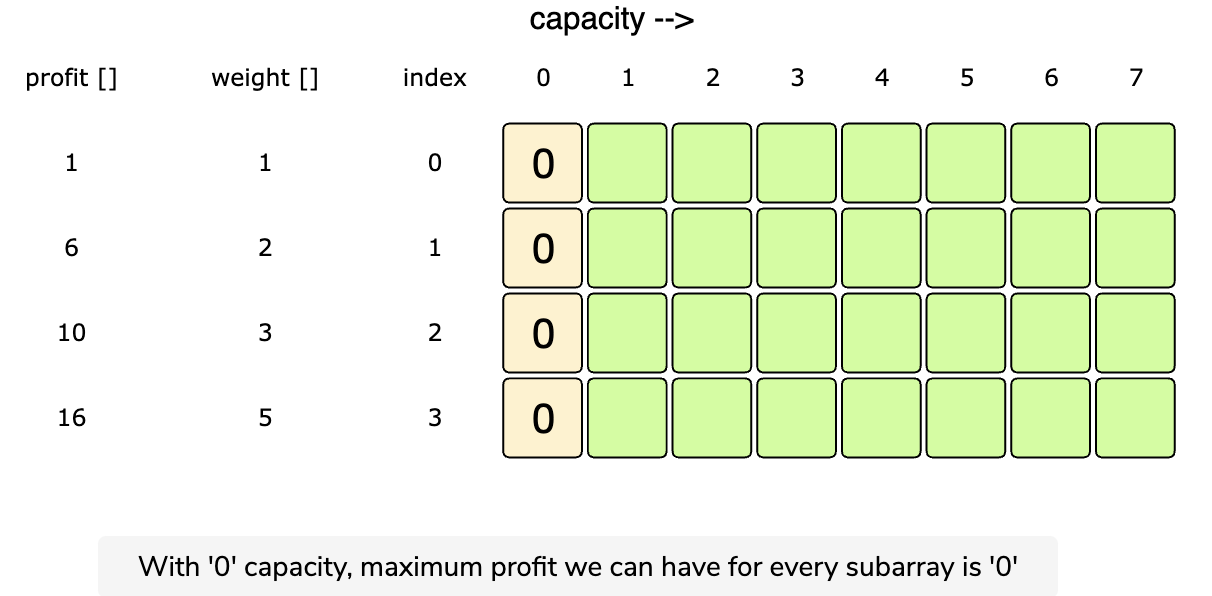 capacity -->
profit [] weight [] index 0 1 2 3 4 5 6 7
1 1 0 0
6 2 1 0
10 3 2 0
16 5 3 0
With '0' capacity, maximum profit we can have for every subarray is '0'